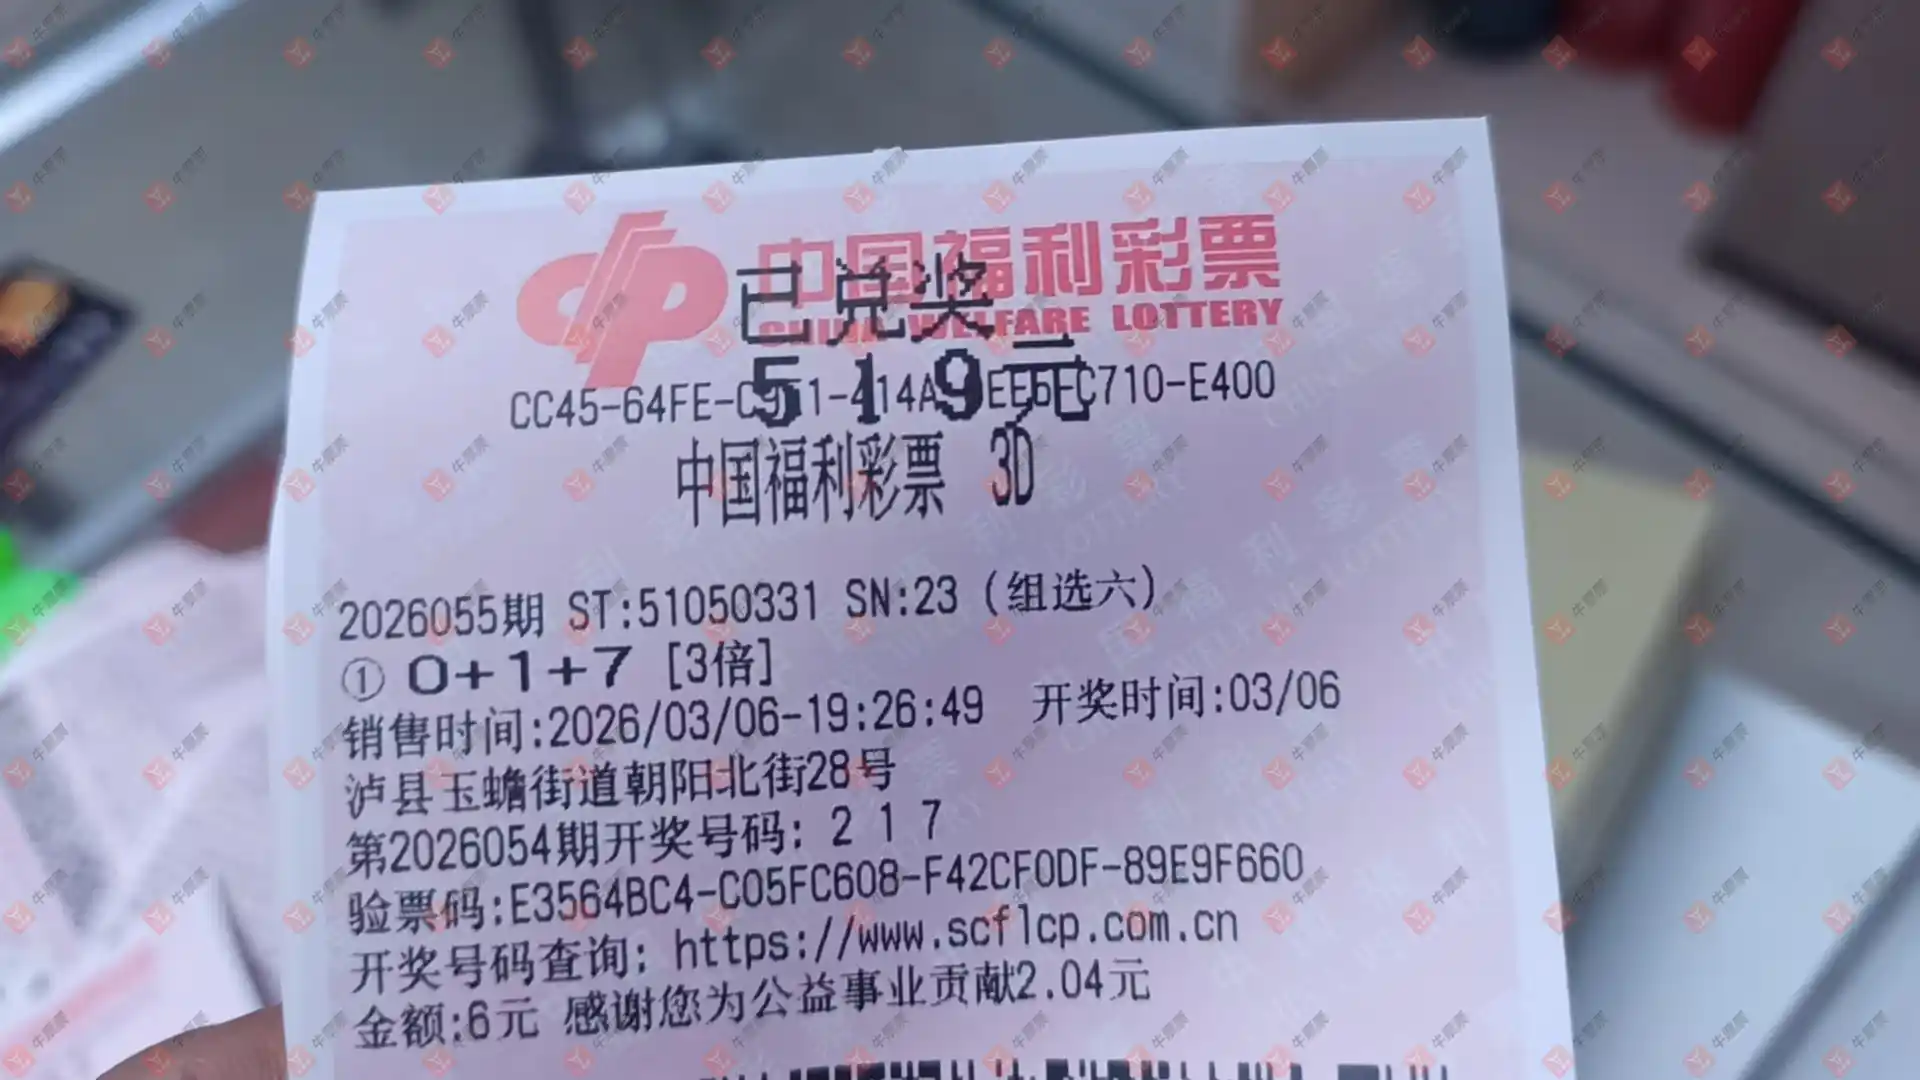 中国福利彩票
已兑奖
CHINA WELFARE LOTTERY
519元
中国福利彩票 3D
2026055期 ST:51050331 SN:23 (组选六)
① 0+1+7 [3倍]
销售时间:2026/03/06-19:26:49 开奖时间:03/06
泸县玉蟾街道朝阳北街28号
第2026054期开奖号码: 2 1 7
验票码:E3564BC4-C05FC608-F42CF0DF-89E9F660
开奖号码查询: https://www.scflcp.com.cn
金额:6元 感谢您为公益事业贡献2.04元